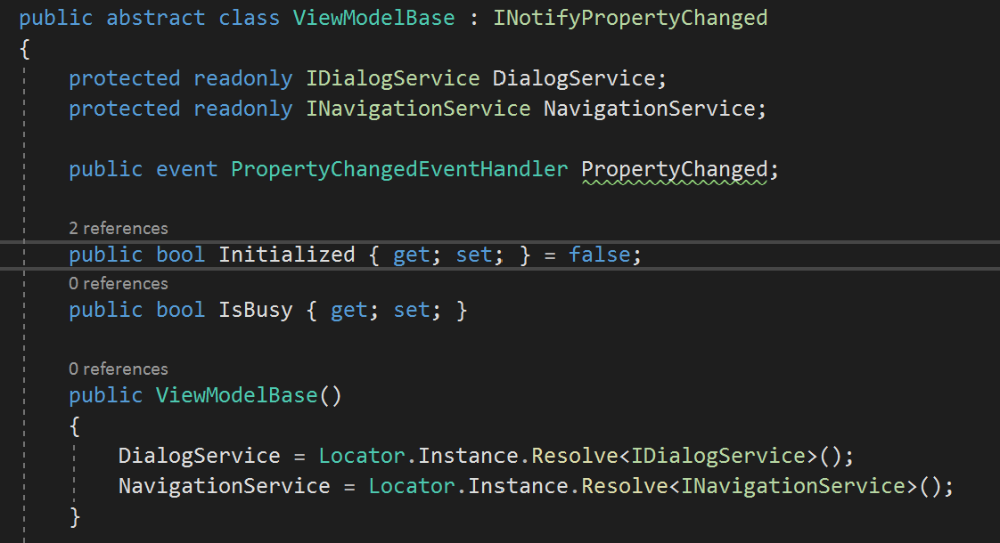 public abstract class ViewModelBase : INotifyPropertyChanged
{
protected readonly IDialogService DialogService;
protected readonly INavigationService NavigationService;
public event PropertyChangedEventHandler PropertyChanged;
2 references
public bool Initialized { get; set; } = false;
0 references
public bool IsBusy { get; set; }
0 references
public ViewModelBase()
{
DialogService = Locator.Instance.Resolve<IDialogService>();
NavigationService = Locator.Instance.Resolve<INavigationService>();
}